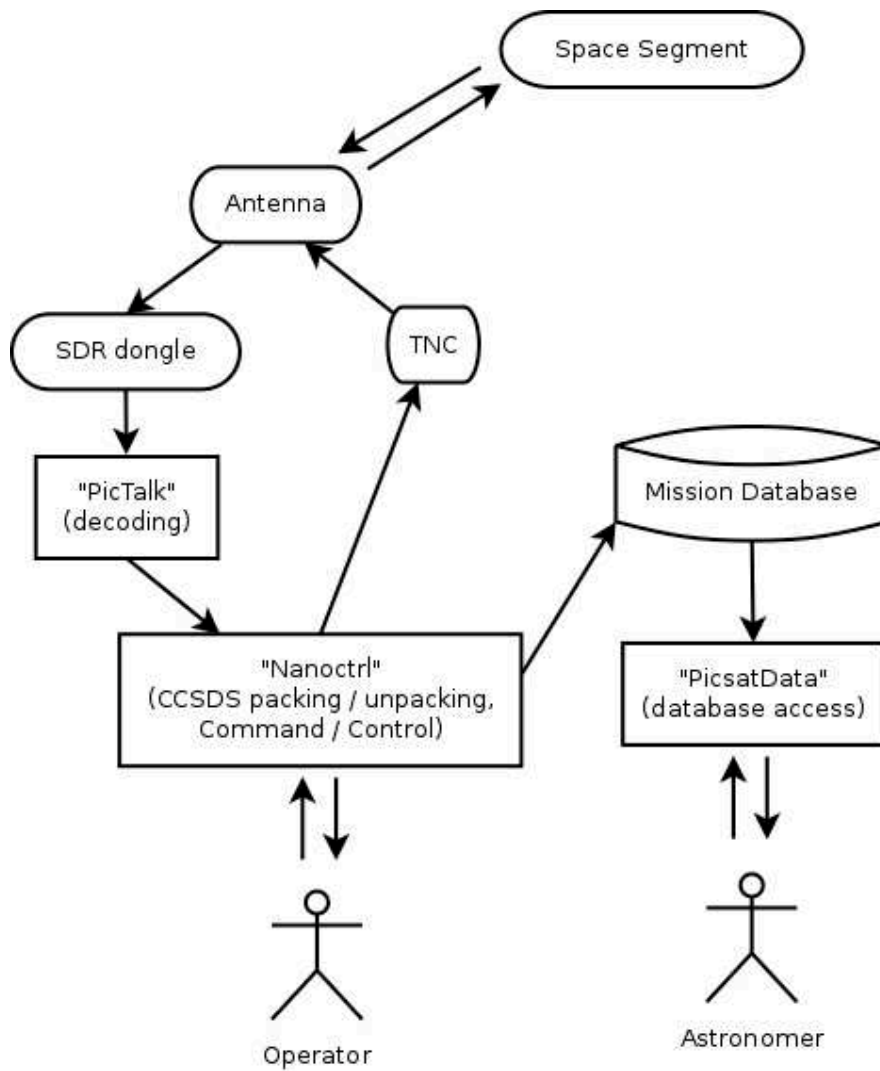 Space Segment
Antenna
SDR dongle
TNC
"PicTalk"
(decoding)
Mission Database
"Nanoctrl"
(CCSDS packing / unpacking,
Command / Control)
"PicsatData"
(database access)
Operator
Astronomer